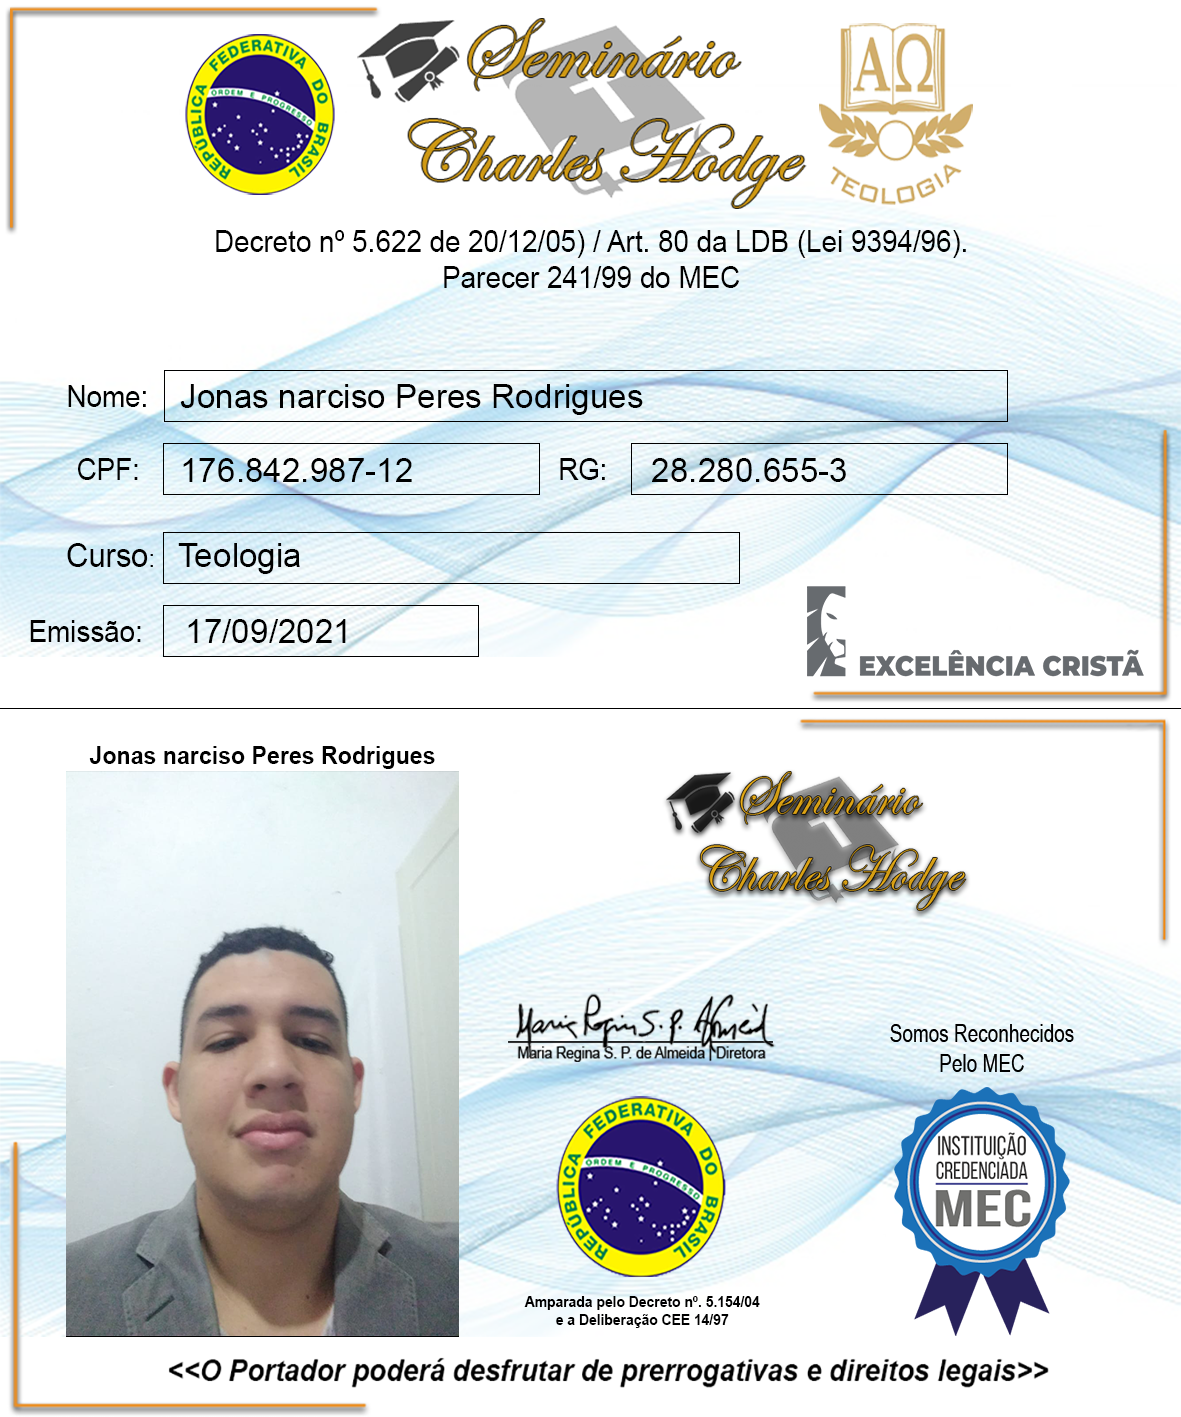 REPÚBLICA FEDERATIVA DO BRASIL
ORDEM E PROGRESSO
Seminário
Charles Hodge
ΑΩ
TEOLOGIA
Decreto nº 5.622 de 20/12/05) / Art. 80 da LDB (Lei 9394/96).
Parecer 241/99 do MEC
Nome: Jonas narciso Peres Rodrigues
CPF: 176.842.987-12 RG: 28.280.655-3
Curso: Teologia
Emissão: 17/09/2021
EXCELÊNCIA CRISTÃ
Jonas narciso Peres Rodrigues
Seminário
Charles Hodge
Maria Regina S. P. Almeida
Maria Regina S. P. de Almeida | Diretora
Somos Reconhecidos
Pelo MEC
REPÚBLICA FEDERATIVA DO BRASIL
ORDEM E PROGRESSO
INSTITUIÇÃO
CREDENCIADA
MEC
Amparada pelo Decreto nº. 5.154/04
e a Deliberação CEE 14/97
<<O Portador poderá desfrutar de prerrogativas e direitos legais>>